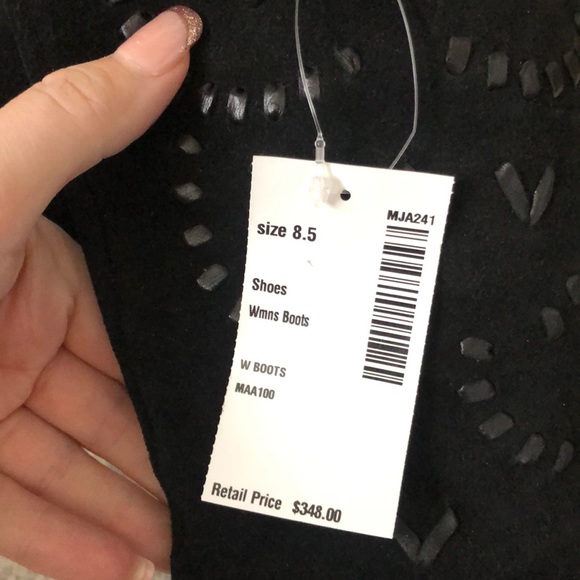 MJA241
size 8.5
Shoes
Wmns Boots
W BOOTS
MAA100
Retail Price $348.00